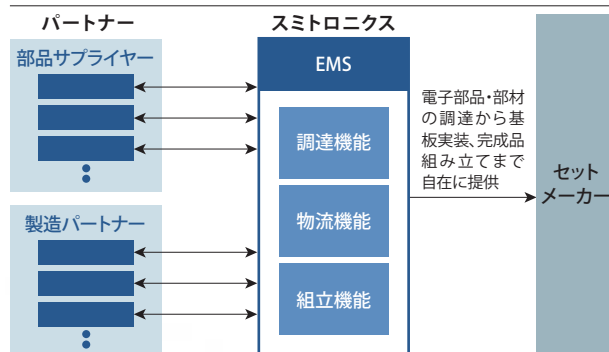 パートナー
部品サプライヤー
製造パートナー
スミトロニクス
EMS
調達機能
物流機能
組立機能
電子部品・部材
の調達から基
板実装、完成品
組み立てまで
自在に提供
セット
メーカー